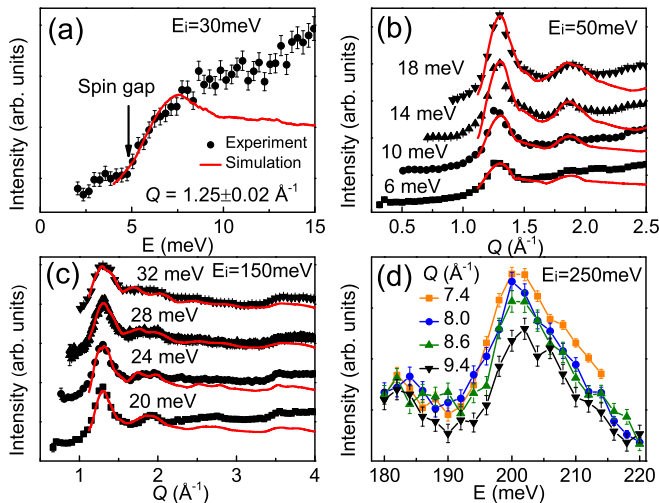 (a)
Ei=30meV
Spin gap
Experiment
Simulation
Q = 1.25±0.02 Å-1
Intensity (arb. units)
0 5 10 15
E (meV)
(b)
Ei=50meV
18 meV
14 meV
10 meV
6 meV
Intensity (arb. units)
0.5 1.0 1.5 2.0 2.5
Q (Å-1)
(c)
Ei=150meV
32 meV
28 meV
24 meV
20 meV
Intensity (arb. units)
1 2 3 4
Q (Å-1)
(d)
Q (Å-1)
Ei=250meV
7.4
8.0
8.6
9.4
Intensity (arb. units)
180 190 200 210 220
E (meV)